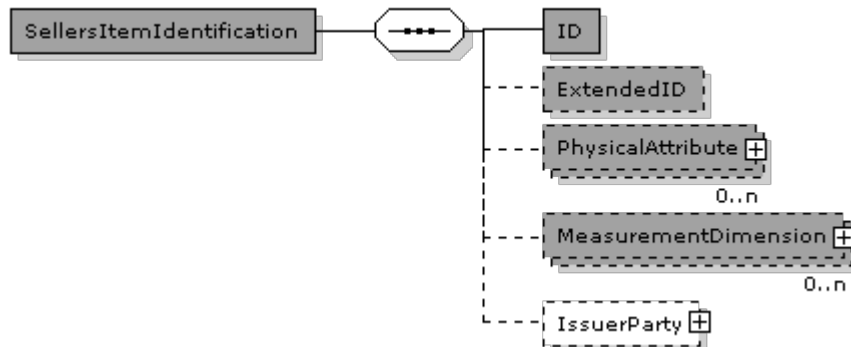 SellersItemIdentification
ID
ExtendedID
PhysicalAttribute
0..n
MeasurementDimension
0..n
IssuerParty